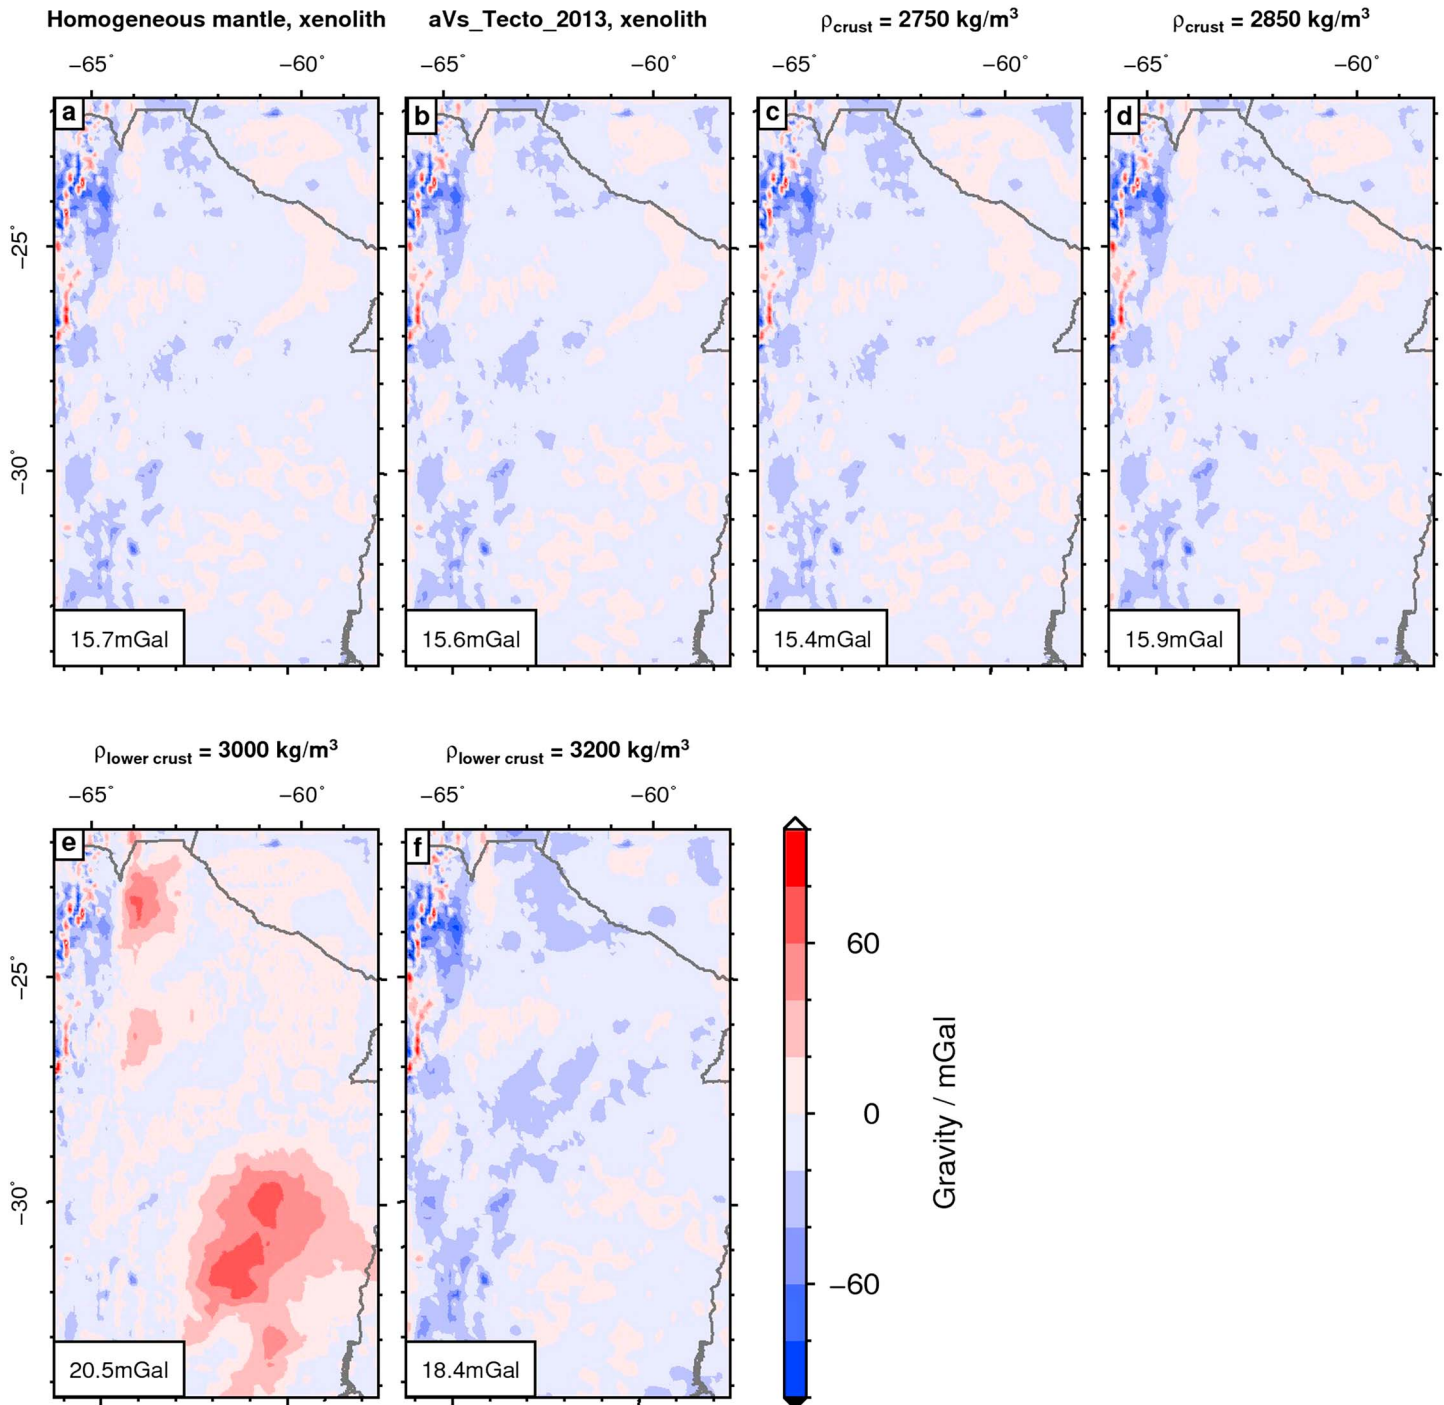 Homogeneous mantle, xenolith
aVs_Tecto_2013, xenolith
ρcrust = 2750 kg/m³
ρcrust = 2850 kg/m³
−65˚ −60˚
−65˚ −60˚
−65˚ −60˚
−65˚ −60˚
a
b
c
d
−25˚
−30˚
15.7mGal
15.6mGal
15.4mGal
15.9mGal
ρlower crust = 3000 kg/m³
ρlower crust = 3200 kg/m³
−65˚ −60˚
−65˚ −60˚
e
f
−25˚
−30˚
20.5mGal
18.4mGal
60
0
−60
Gravity / mGal